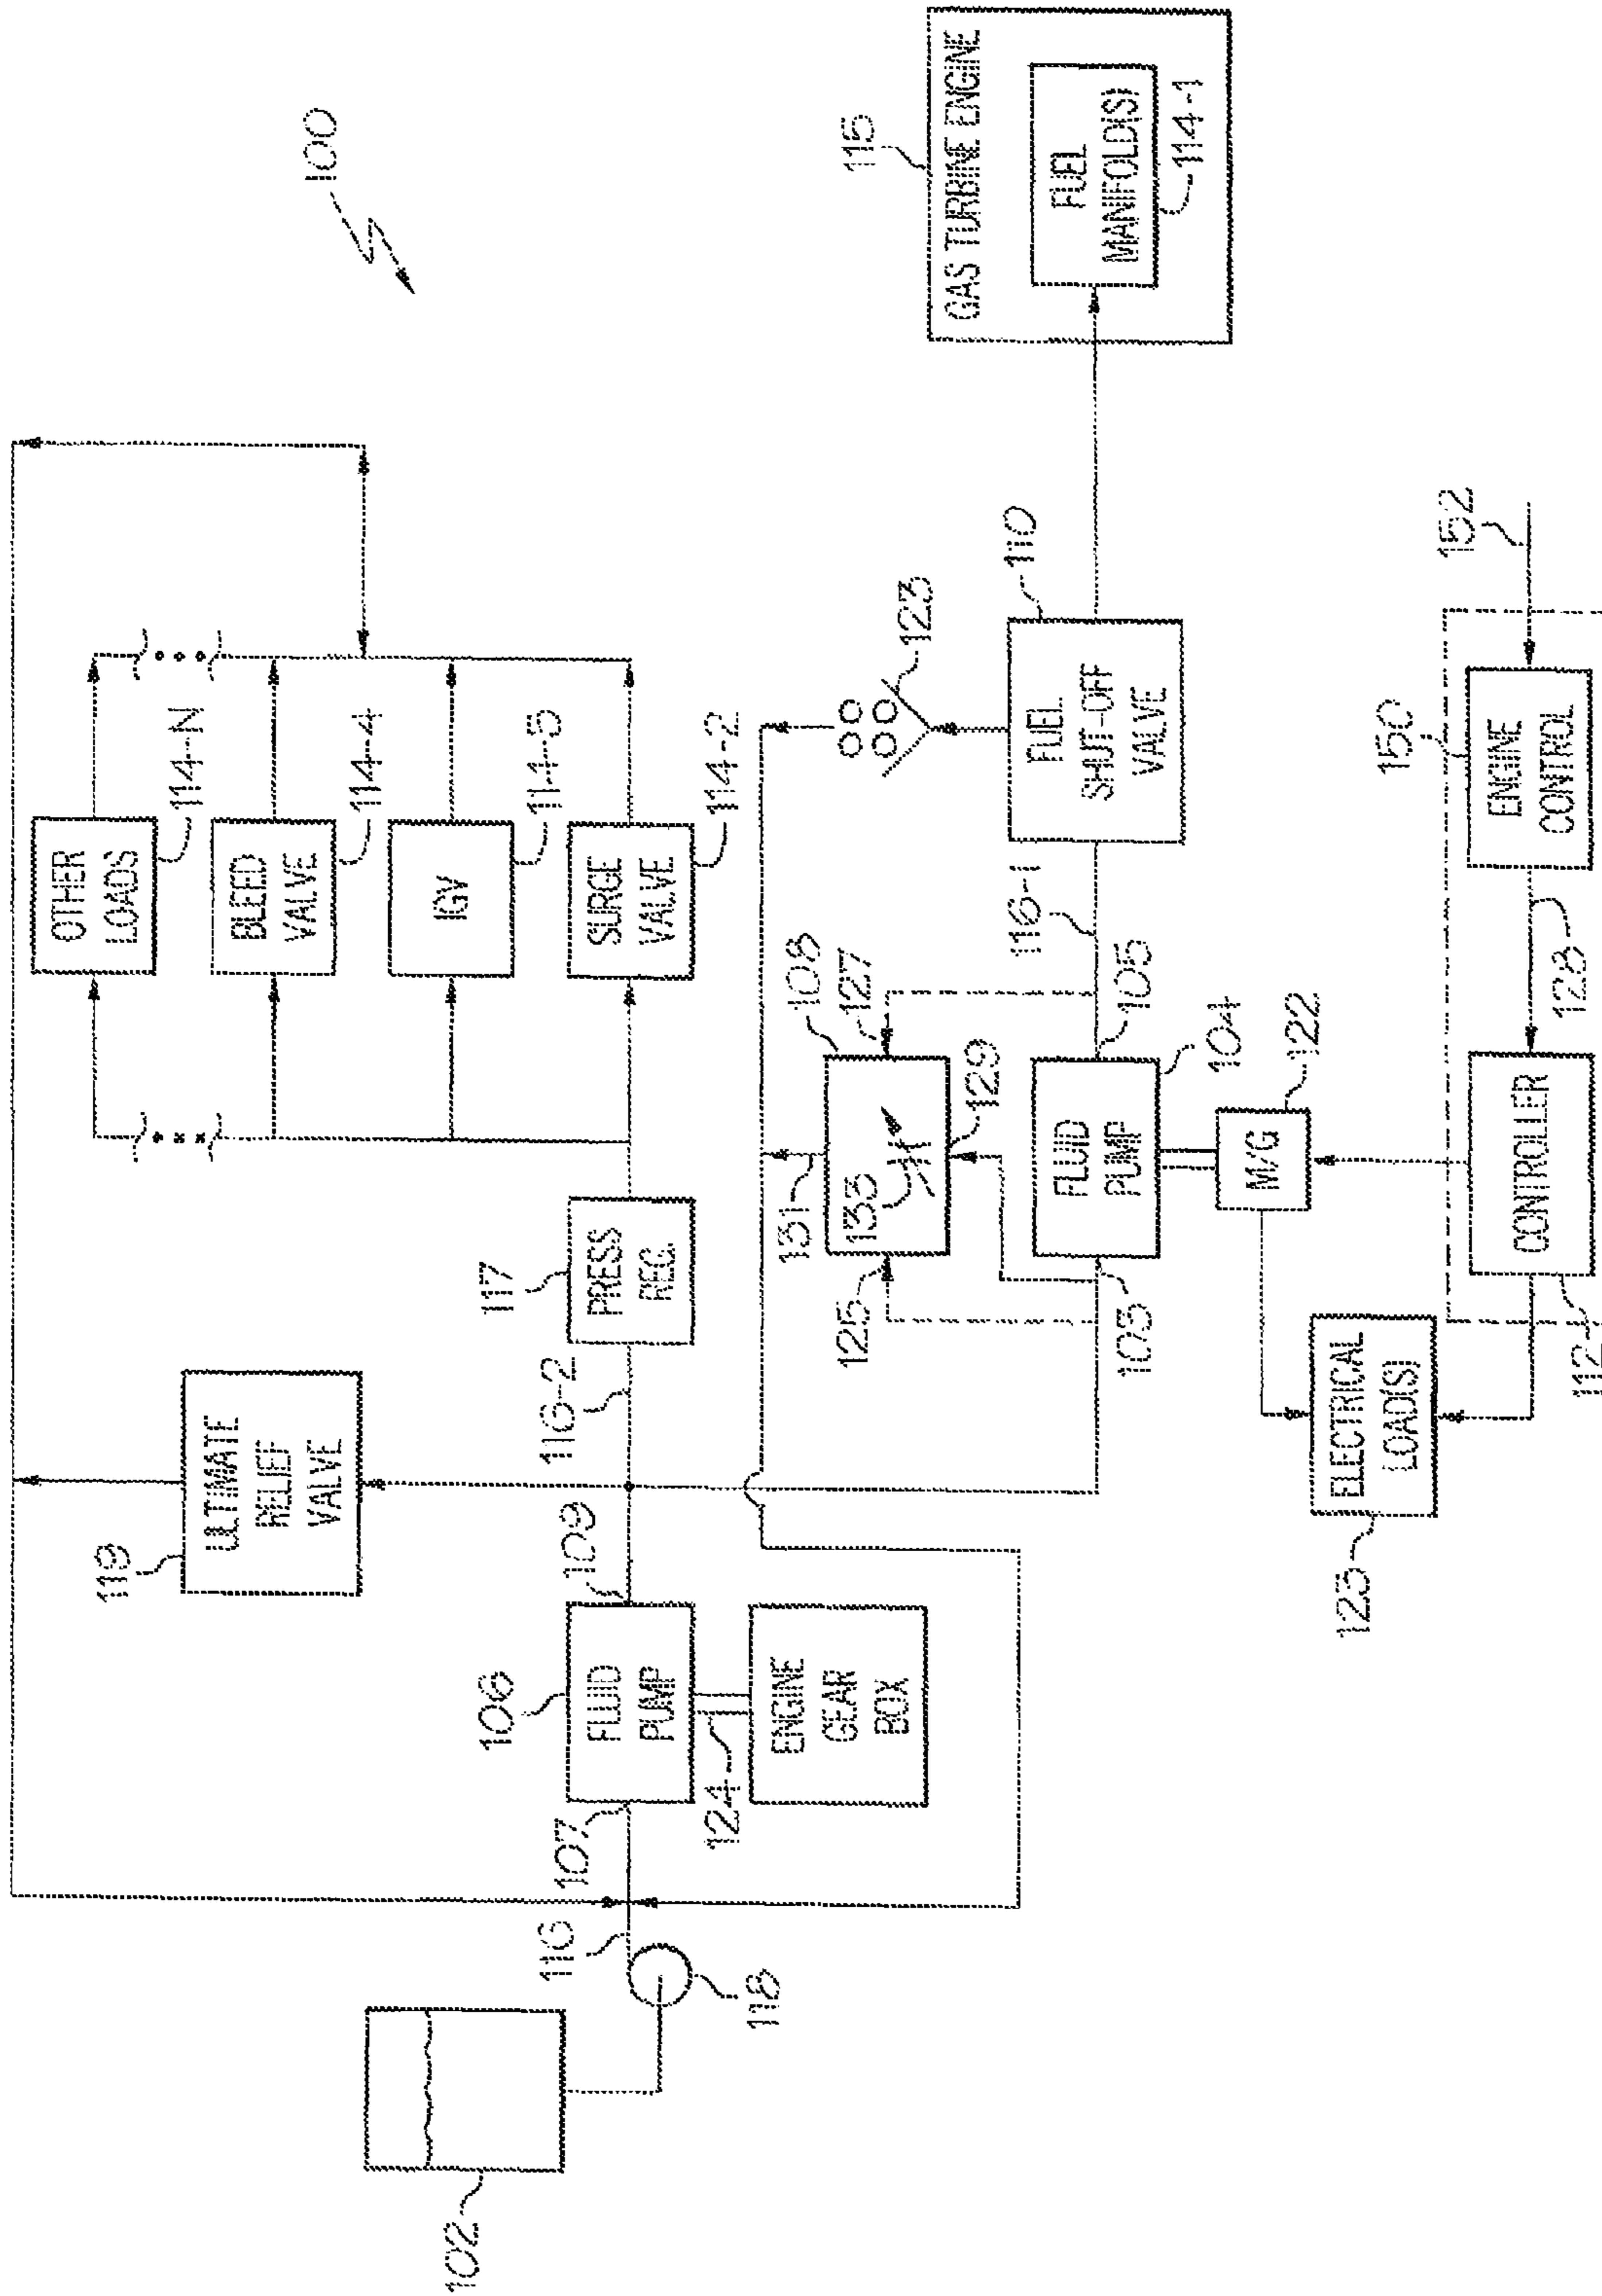 100
119
ULTIMATE
RELIEF
VALVE
OTHER
LOADS
114-N
BLEED
VALVE
114-4
IGV
114-5
SURGE
VALVE
114-2
117
PRESS
REG.
116-2
102
116
118
107
106
FLUID
PUMP
109
124
ENGINE
GEAR
BOX
131
108
133
125
127
129
123
103
FLUID
PUMP
105
104
116-1
110
FUEL
SHUT-OFF
VALVE
115
GAS TURBINE ENGINE
FUEL
MANIFOLD(S)
114-1
M/G
122
123
ELECTRICAL
LOAD(S)
CONTROLLER
112
128
150
ENGINE
CONTROL
152